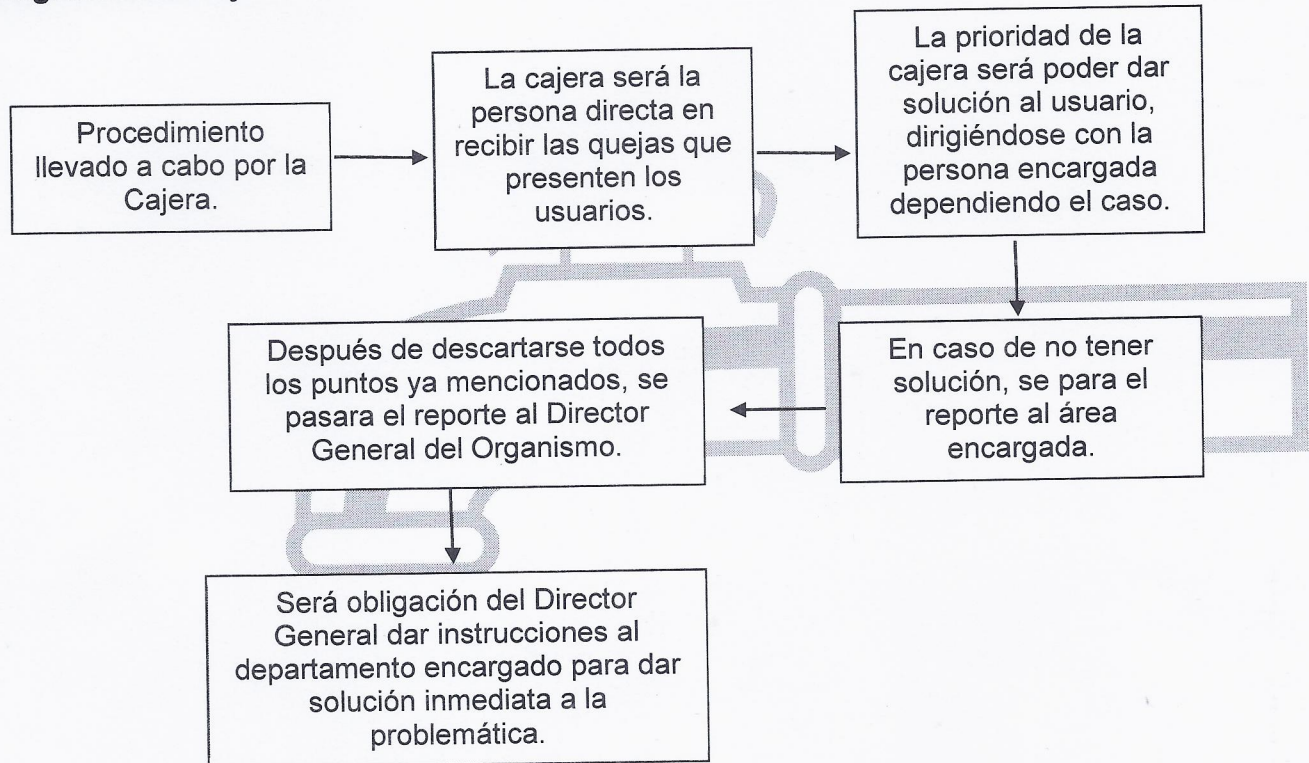 Procedimiento
llevado a cabo por la
Cajera.
La cajera será la
persona directa en
recibir las quejas que
presenten los
usuarios.
La prioridad de la
cajera será poder dar
solución al usuario,
dirigiéndose con la
persona encargada
dependiendo el caso.
En caso de no tener
solución, se para el
reporte al área
encargada.
Después de descartarse todos
los puntos ya mencionados, se
pasara el reporte al Director
General del Organismo.
Será obligación del Director
General dar instrucciones al
departamento encargado para dar
solución inmediata a la
problemática.